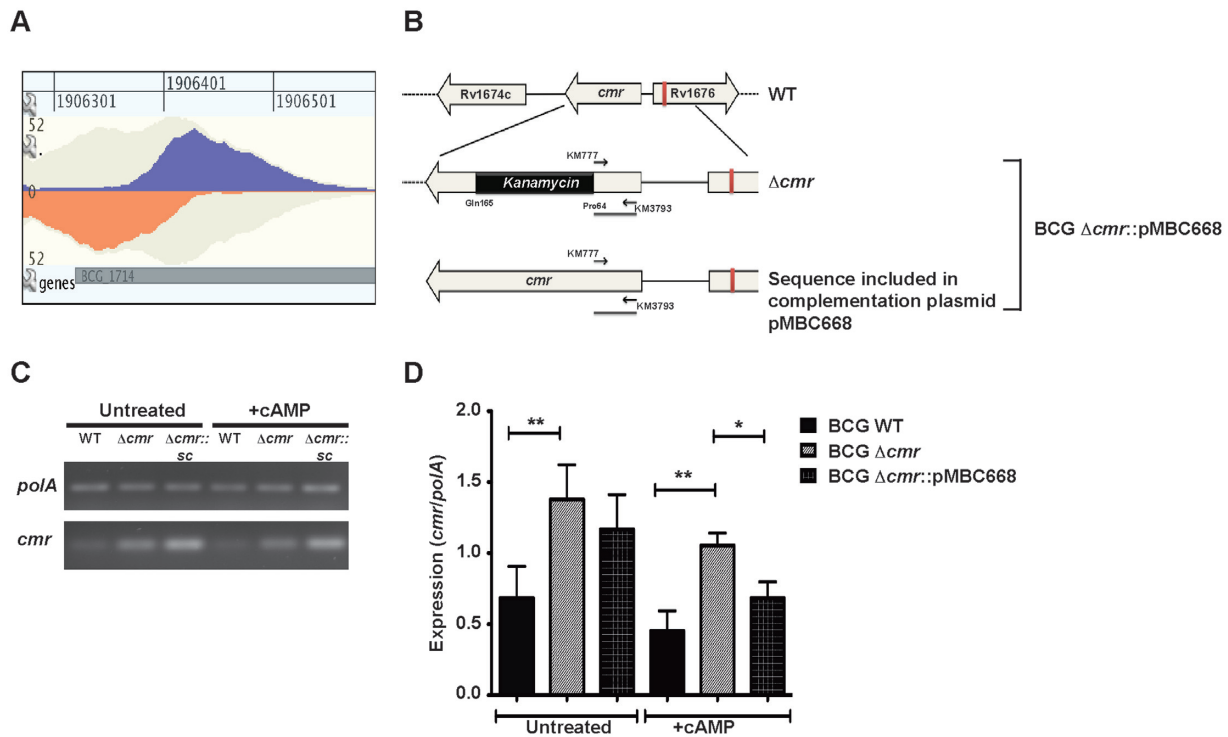 A
1906401
1906301
1906501
52
0
52
genes
BCG_1714
B
Rv1674c
cmr
Rv1676
WT
KM777
Kanamycin
Δcmr
Gln165
Pro64
KM3793
BCG Δcmr::pMBC668
KM777
cmr
KM3793
Sequence included in
complementation plasmid
pMBC668
C
Untreated
+cAMP
WT
Δcmr
Δcmr::
sc
WT
Δcmr
Δcmr::
sc
polA
cmr
D
Expression (cmr/polA)
2.0
1.5
1.0
0.5
0.0
**
**
*
Untreated
+cAMP
BCG WT
BCG Δcmr
BCG Δcmr::pMBC668